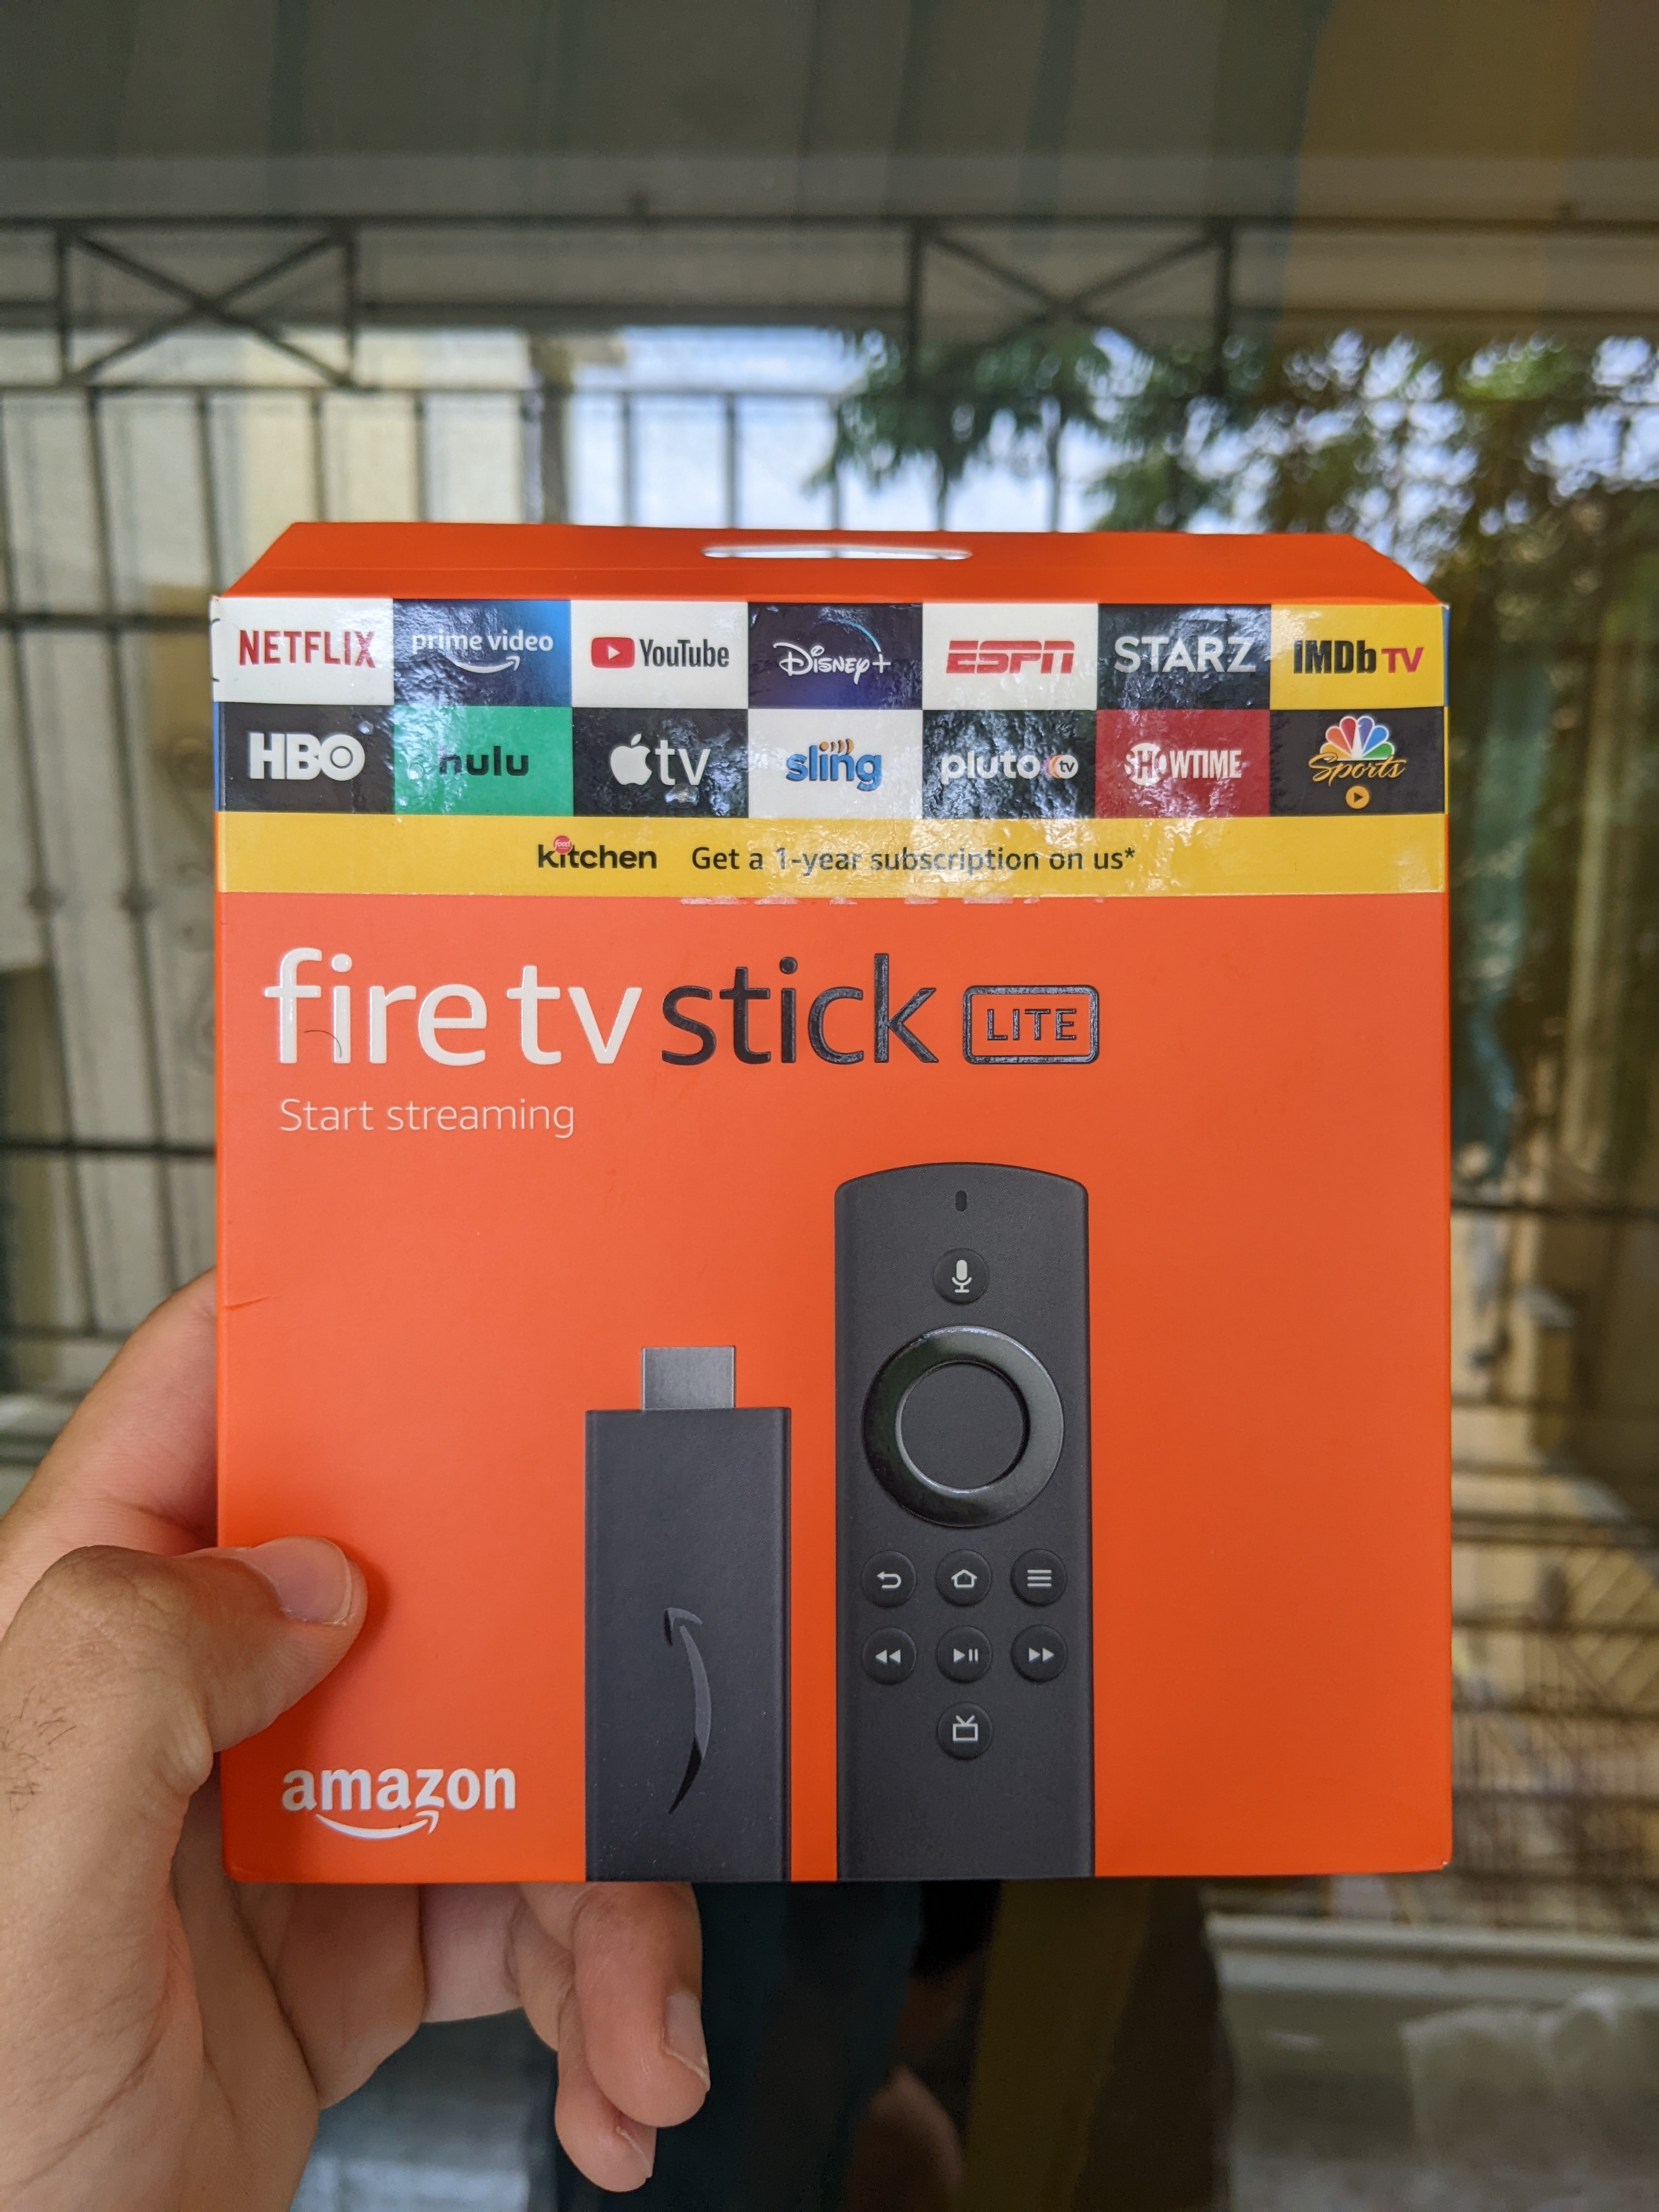 NETFLIX prime video YouTube Disney+ ESPN STARZ IMDb TV
HBO hulu tv sling pluto tv SHOWTIME Sports
food kitchen Get a 1-year subscription on us*
fire tv stick LITE
Start streaming
amazon